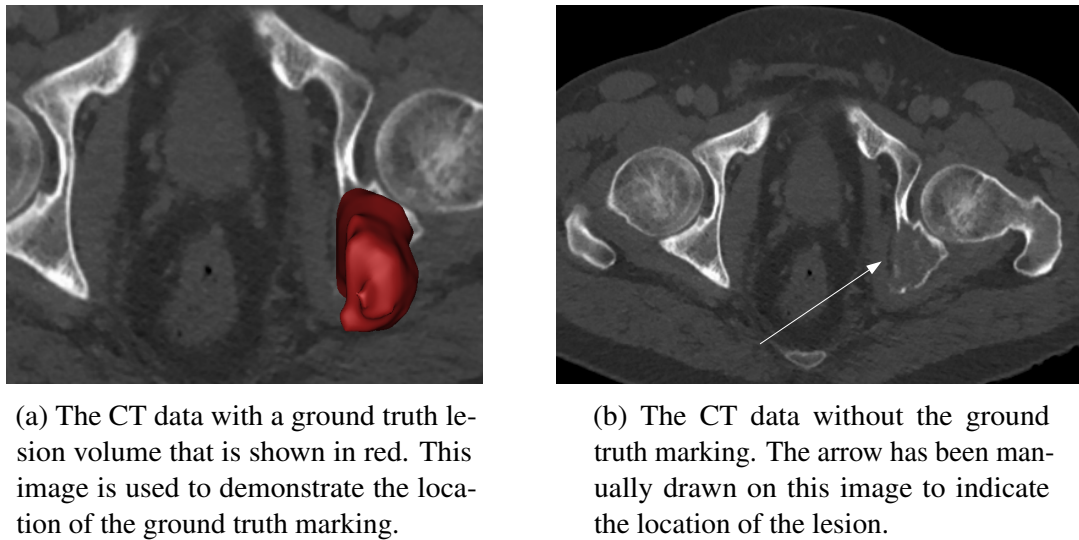 (a) The CT data with a ground truth le-
sion volume that is shown in red. This
image is used to demonstrate the loca-
tion of the ground truth marking.
(b) The CT data without the ground
truth marking. The arrow has been man-
ually drawn on this image to indicate
the location of the lesion.